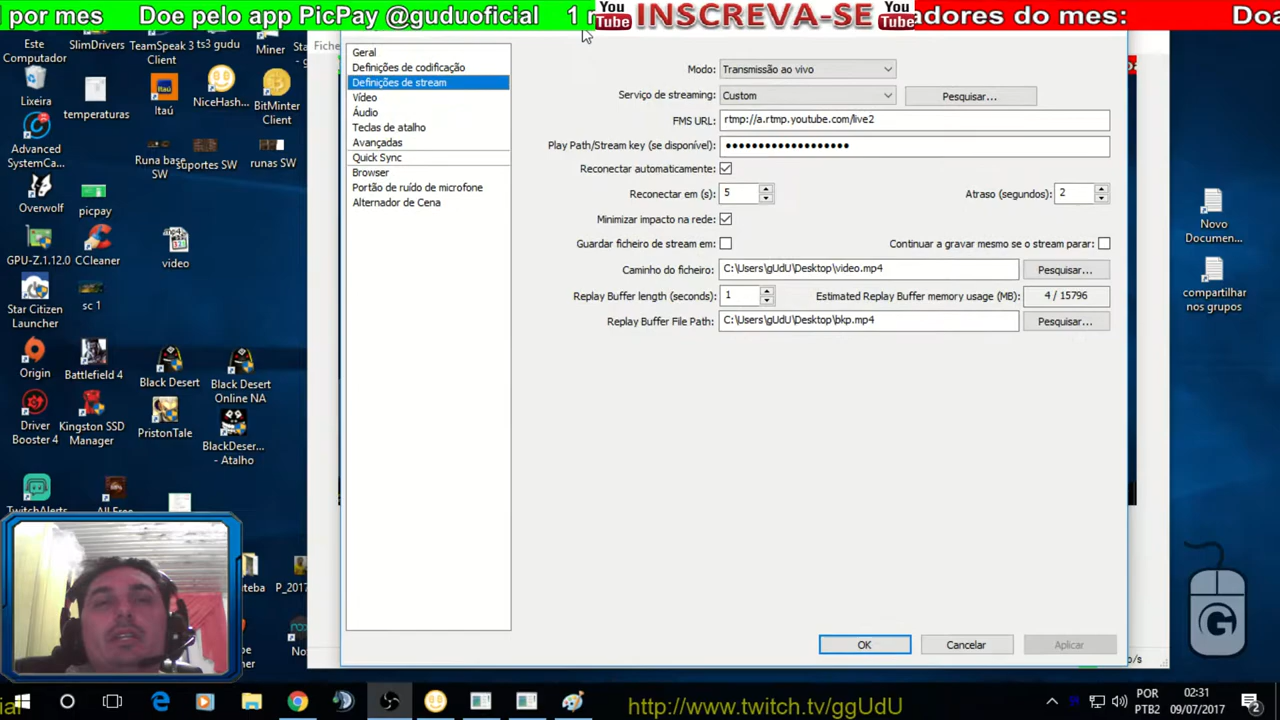 por mes Doe pelo app PicPay @guduoficial 1 r
You Tube INSCREVA-SE You Tube
adores do mes: Doa
Este Computador
SlimDrivers
TeamSpeak 3 Client
ts3 gudu
Miner
Fiche
Lixeira
temperaturas
Itaú
NiceHash...
BitMinter Client
Advanced SystemCa...
Runa base SW
suportes SW
runas SW
Overwolf
picpay
GPU-Z.1.12.0
CCleaner
video
Star Citizen Launcher
sc 1
Origin
Battlefield 4
Black Desert
Black Desert Online NA
Driver Booster 4
Kingston SSD Manager
PristonTale
BlackDeser... - Atalho
TwitchAlerts
Novo Documen...
compartilhar nos grupos
Geral
Definições de codificação
Definições de stream
Vídeo
Áudio
Teclas de atalho
Avançadas
Quick Sync
Browser
Portão de ruído de microfone
Alternador de Cena
Modo: Transmissão ao vivo
Serviço de streaming: Custom Pesquisar...
FMS URL: rtmp://a.rtmp.youtube.com/live2
Play Path/Stream key (se disponível): •••••••••••••••••••
Reconectar automaticamente:
Reconectar em (s): 5 Atraso (segundos): 2
Minimizar impacto na rede:
Guardar ficheiro de stream em: Continuar a gravar mesmo se o stream parar:
Caminho do ficheiro: C:\Users\gUdU\Desktop\video.mp4 Pesquisar...
Replay Buffer length (seconds): 1 Estimated Replay Buffer memory usage (MB): 4 / 15796
Replay Buffer File Path: C:\Users\gUdU\Desktop\bkp.mp4 Pesquisar...
OK Cancelar Aplicar
p/s
teba
P_2017
G
http://www.twitch.tv/ggUdU
POR
PTB2
02:31
09/07/2017
2